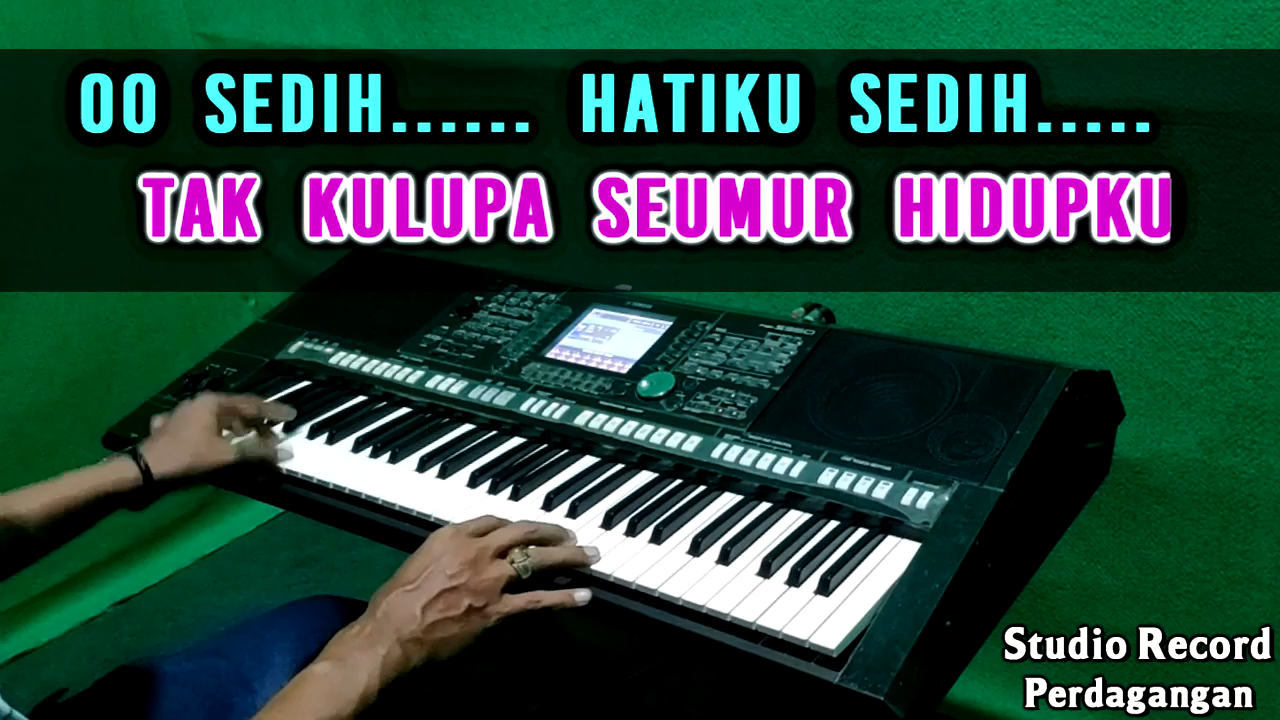 OO SEDIH...... HATIKU SEDIH.....
TAK KULUPA SEUMUR HIDUPKU
Studio Record
Perdagangan